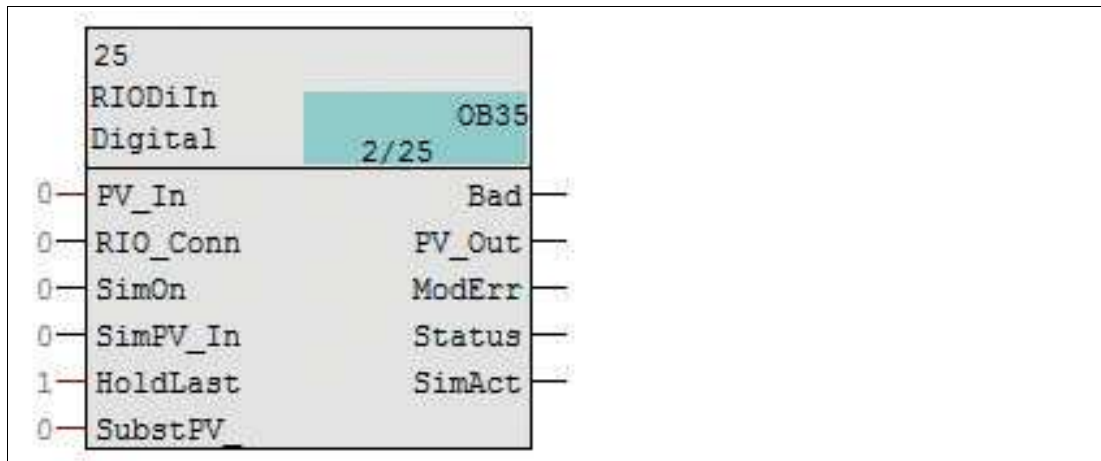 25
RIODiIn
OB35
Digital
2/25
0 PV_In Bad
0 RIO_Conn PV_Out
0 SimOn ModErr
0 SimPV_In Status
1 HoldLast SimAct
0 SubstPV_